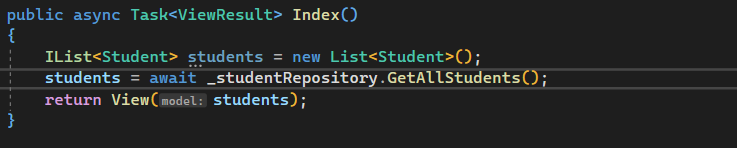 public async Task<ViewResult> Index()
{
IList<Student> students = new List<Student>();
students = await _studentRepository.GetAllStudents();
return View(model: students);
}